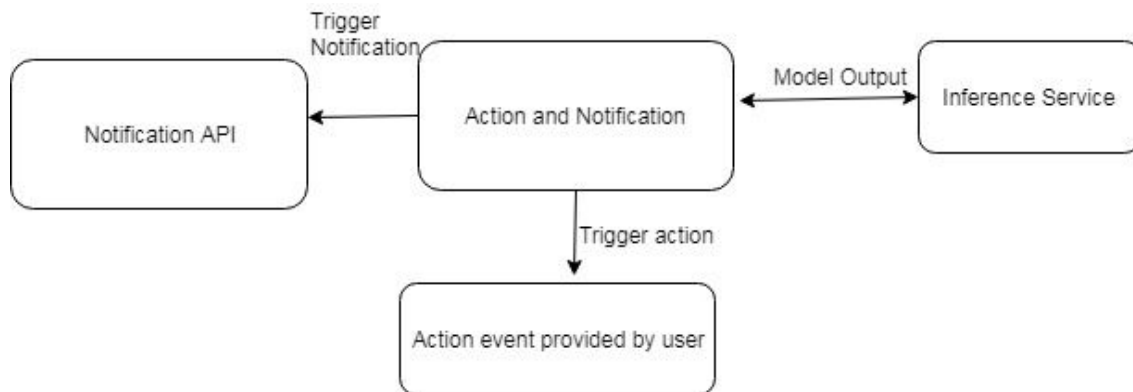 Trigger
Notification
Notification API
Action and Notification
Model Output
Inference Service
Trigger action
Action event provided by user